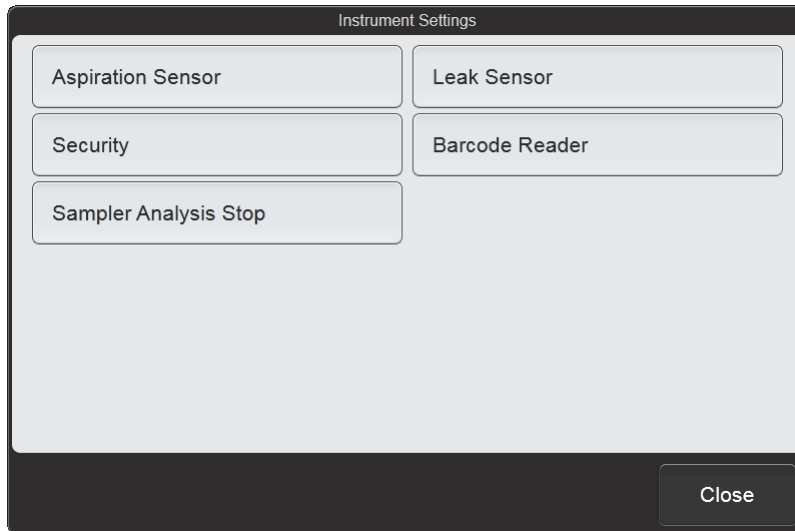 Instrument Settings
Aspiration Sensor
Leak Sensor
Security
Barcode Reader
Sampler Analysis Stop
Close